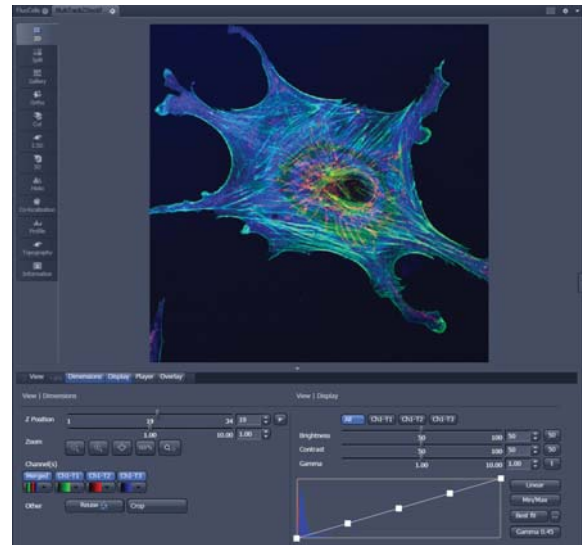 2D
Split
Gallery
Ortho
Cut
2.5D
3D
Histo
Co-localization
Profile
Topography
Information
View Dimensions Display Player Overlay
View | Dimensions
View | Display
Z Position 1 19 34 19
All Ch1-T1 Ch1-T2 Ch1-T3
Zoom 1.00 10.00 1.00
Brightness 50 100 50 50
Contrast 50 100 50 50
Gamma 1.00 10.00 1.00 1
Channel(s)
Merged Ch1-T1 Ch1-T2 Ch1-T3
Other Reuse Crop
Linear
Min/Max
Best fit ...
Gamma 0.45